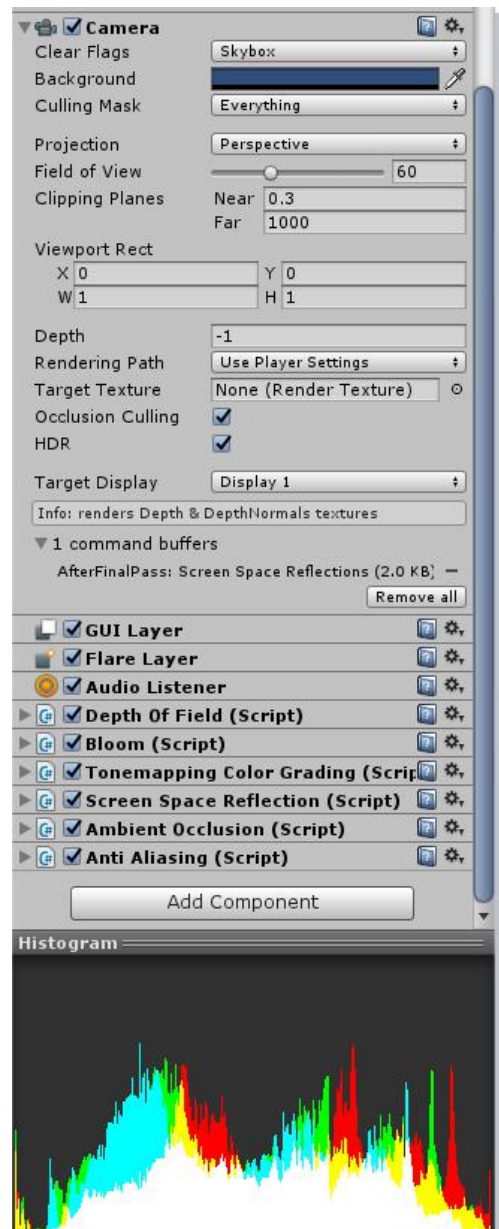 Camera
Clear Flags Skybox
Background
Culling Mask Everything
Projection Perspective
Field of View 60
Clipping Planes Near 0.3
Far 1000
Viewport Rect
X 0 Y 0
W 1 H 1
Depth -1
Rendering Path Use Player Settings
Target Texture None (Render Texture)
Occlusion Culling
HDR
Target Display Display 1
Info: renders Depth & DepthNormals textures
1 command buffers
AfterFinalPass: Screen Space Reflections (2.0 KB)
Remove all
GUI Layer
Flare Layer
Audio Listener
Depth Of Field (Script)
Bloom (Script)
Tonemapping Color Grading (Scrip
Screen Space Reflection (Script)
Ambient Occlusion (Script)
Anti Aliasing (Script)
Add Component
Histogram